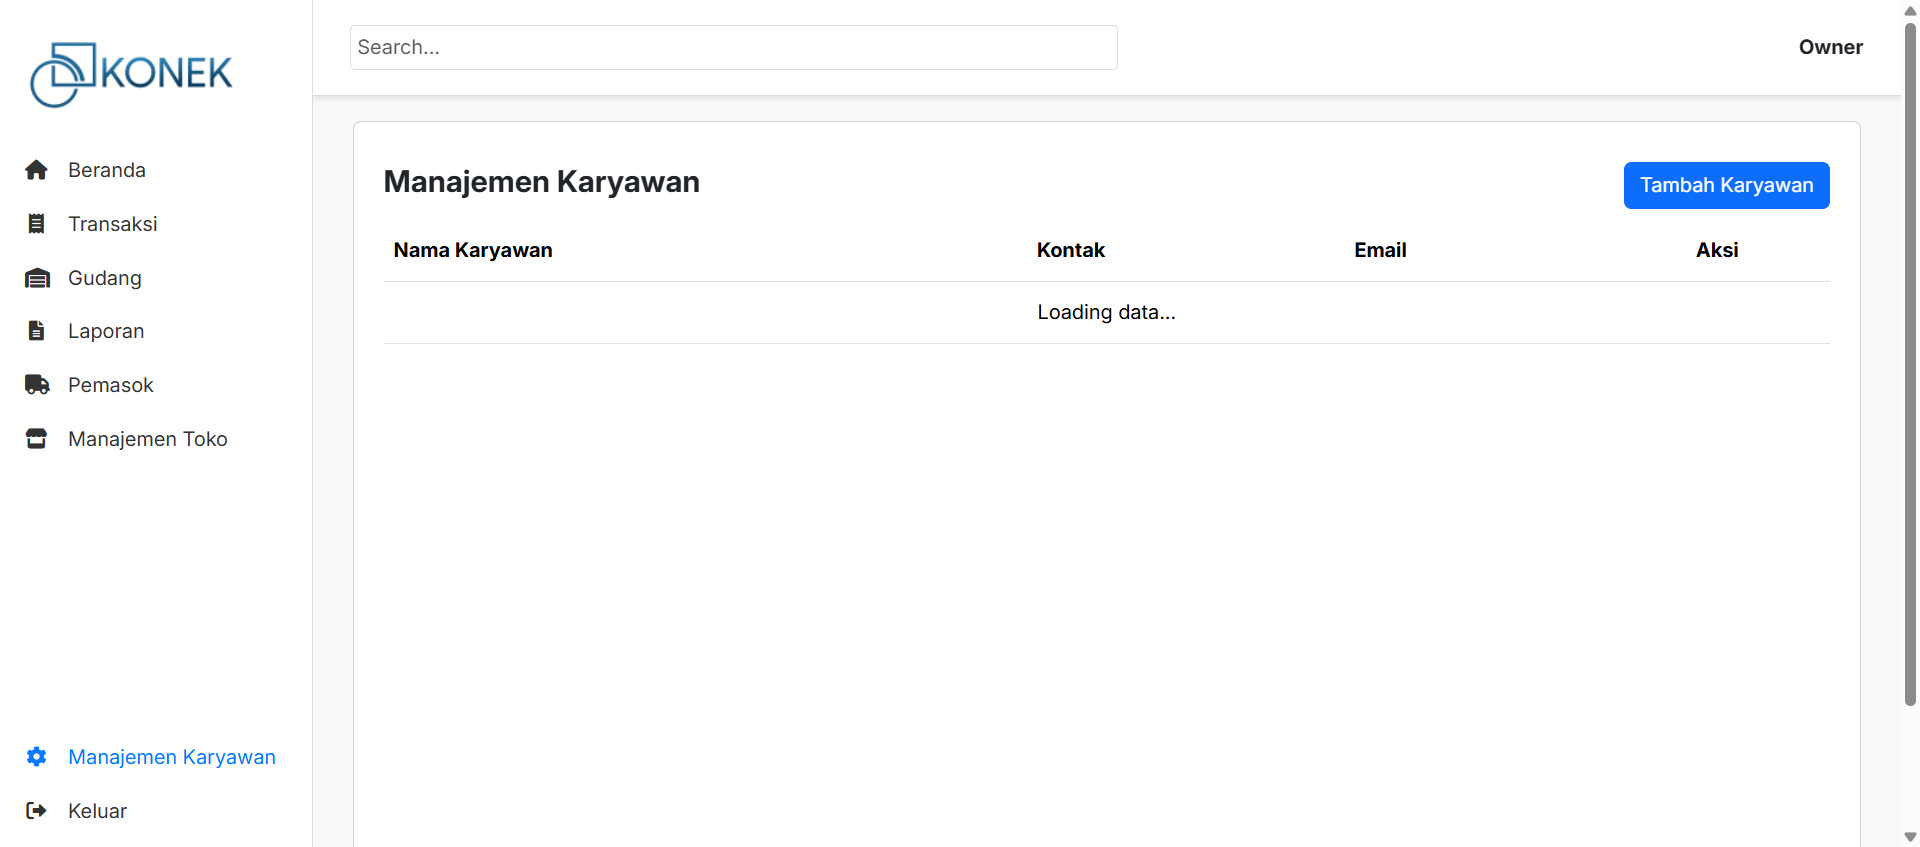 KONEK
Beranda
Transaksi
Gudang
Laporan
Pemasok
Manajemen Toko
Manajemen Karyawan
Keluar
Search...
Owner
Manajemen Karyawan
Tambah Karyawan
Nama Karyawan Kontak Email Aksi
Loading data...